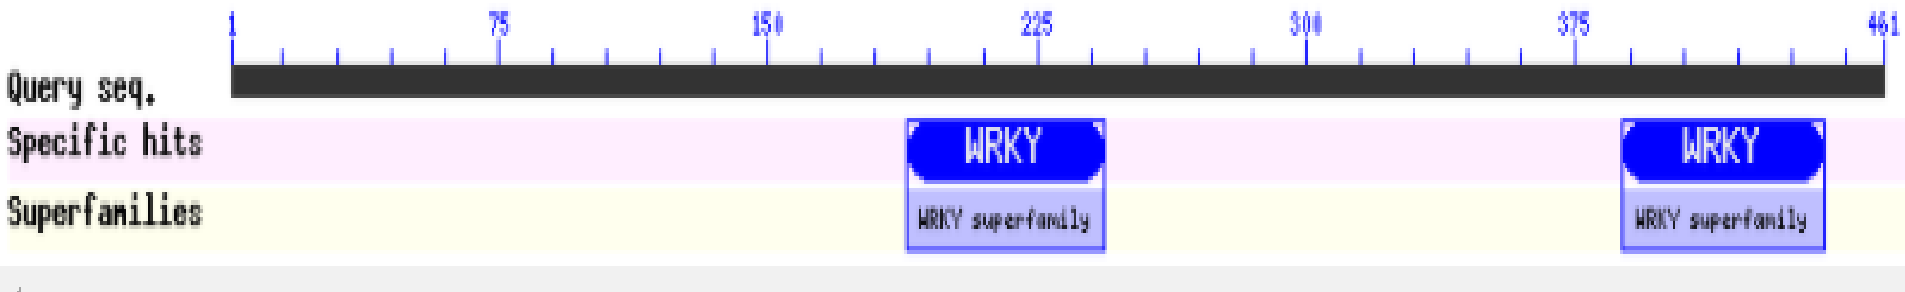 1 75 150 225 300 375 461
Query seq.
Specific hits WRKY WRKY
Superfamilies WRKY superfamily WRKY superfamily